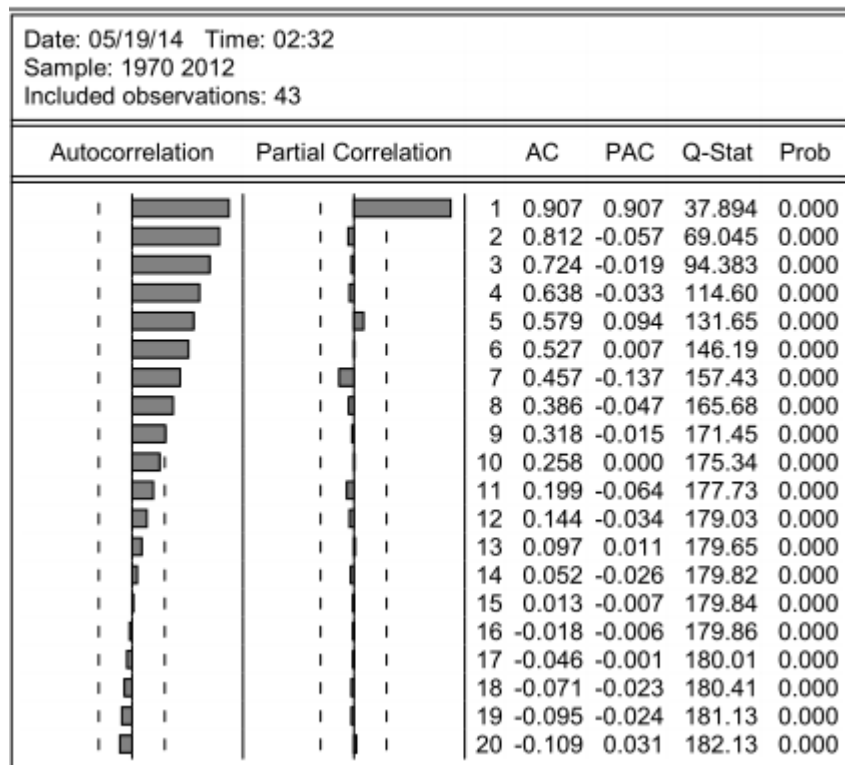 Date: 05/19/14 Time: 02:32
Sample: 1970 2012
Included observations: 43
Autocorrelation Partial Correlation AC PAC Q-Stat Prob
1 0.907 0.907 37.894 0.000
2 0.812 -0.057 69.045 0.000
3 0.724 -0.019 94.383 0.000
4 0.638 -0.033 114.60 0.000
5 0.579 0.094 131.65 0.000
6 0.527 0.007 146.19 0.000
7 0.457 -0.137 157.43 0.000
8 0.386 -0.047 165.68 0.000
9 0.318 -0.015 171.45 0.000
10 0.258 0.000 175.34 0.000
11 0.199 -0.064 177.73 0.000
12 0.144 -0.034 179.03 0.000
13 0.097 0.011 179.65 0.000
14 0.052 -0.026 179.82 0.000
15 0.013 -0.007 179.84 0.000
16 -0.018 -0.006 179.86 0.000
17 -0.046 -0.001 180.01 0.000
18 -0.071 -0.023 180.41 0.000
19 -0.095 -0.024 181.13 0.000
20 -0.109 0.031 182.13 0.000